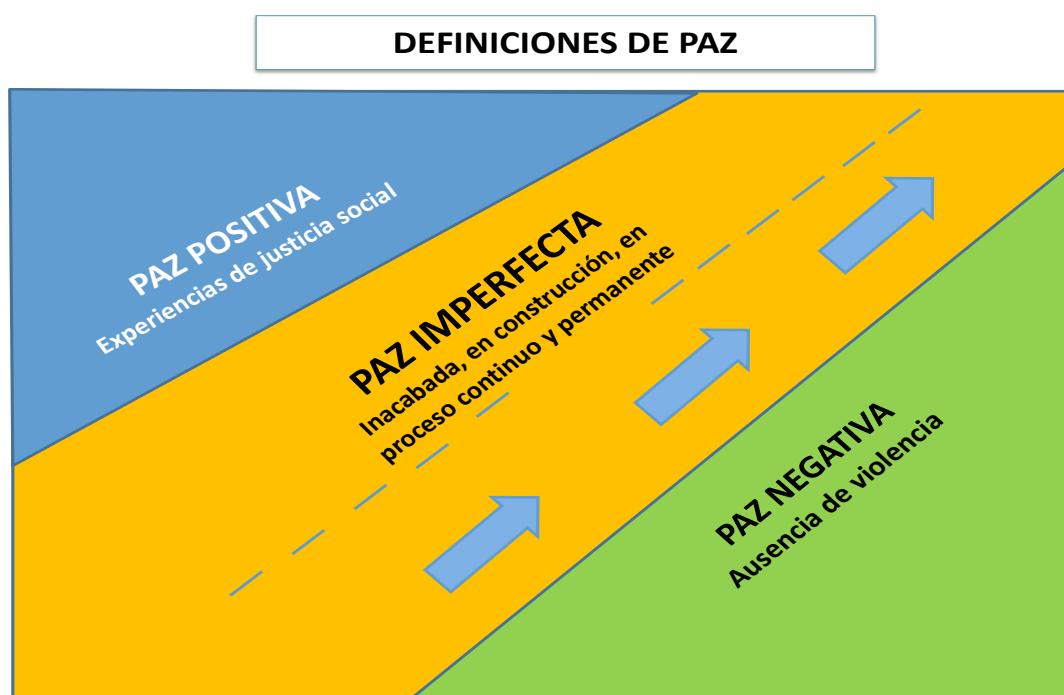 DEFINICIONES DE PAZ
PAZ POSITIVA
Experiencias de justicia social
PAZ IMPERFECTA
Inacabada, en construcción, en
proceso continuo y permanente
PAZ NEGATIVA
Ausencia de violencia